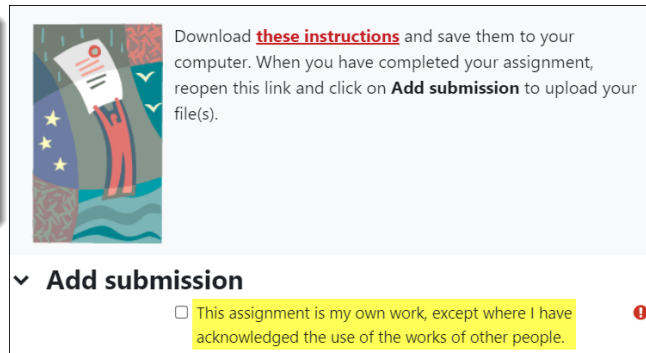 Download these instructions and save them to your
computer. When you have completed your assignment,
reopen this link and click on Add submission to upload your
file(s).
Add submission
This assignment is my own work, except where I have
acknowledged the use of the works of other people.